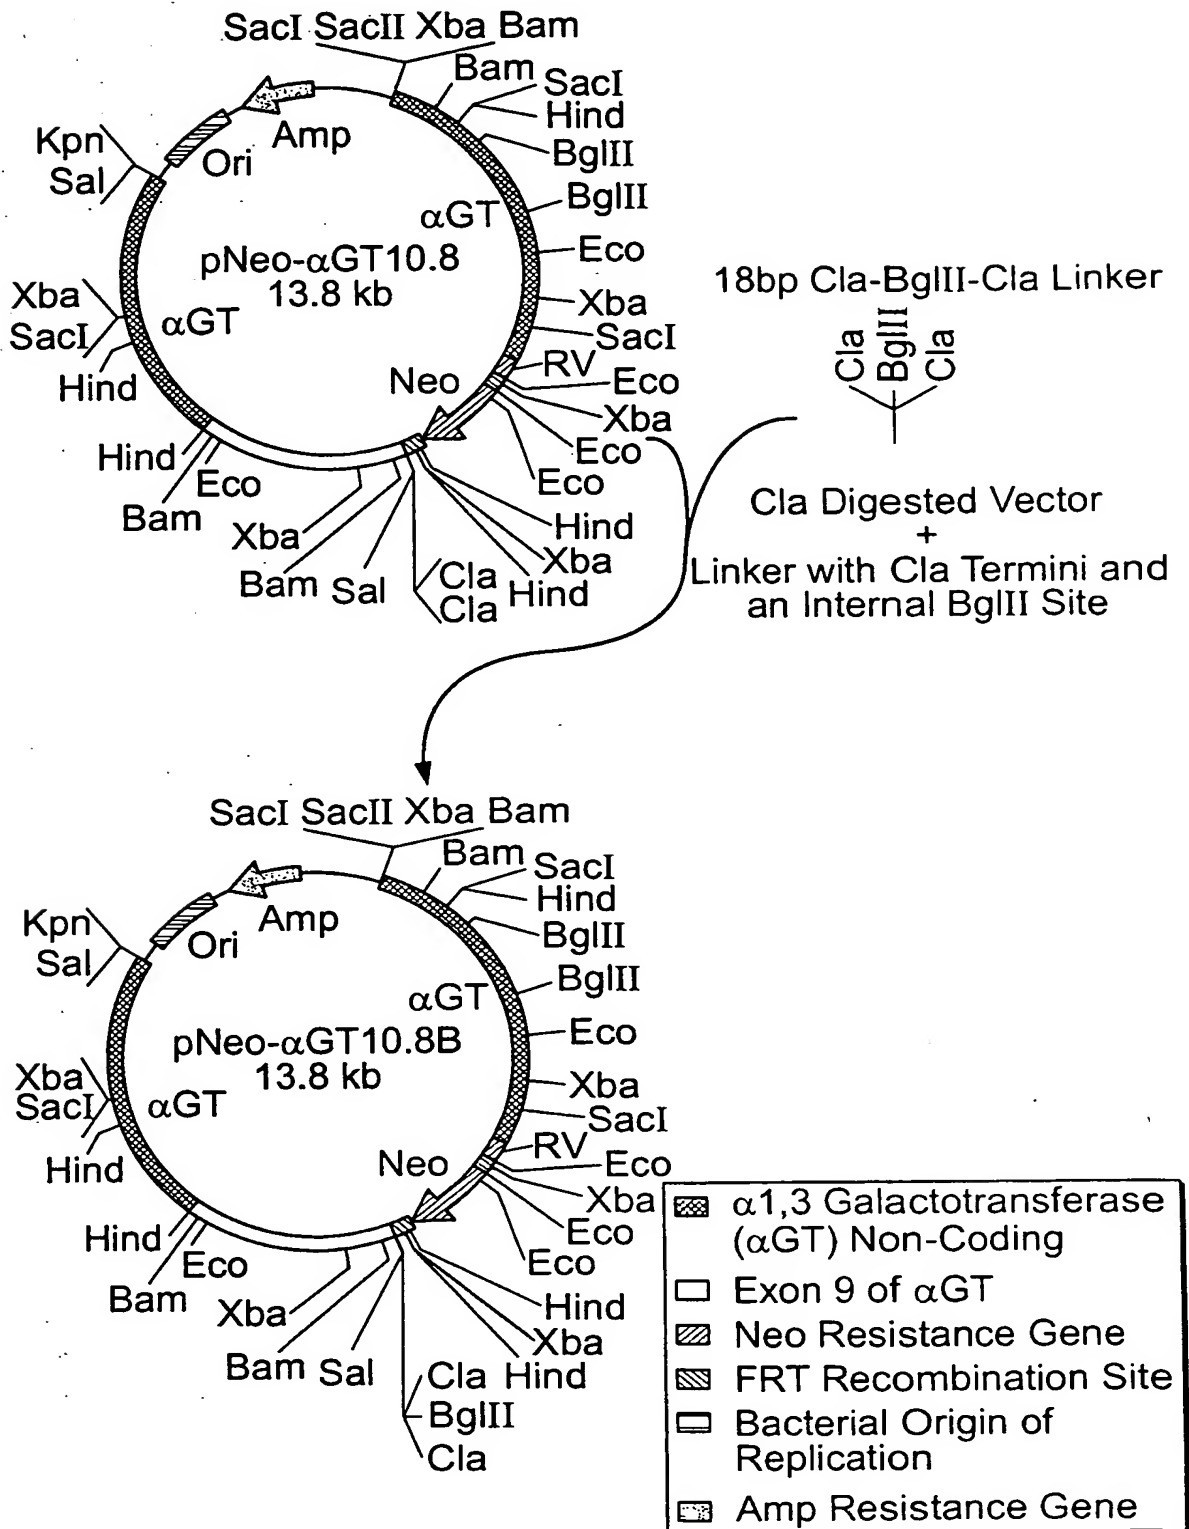 SacI SacII Xba Bam
Bam
SacI
Hind
BglII
BglII
Eco
Xba
SacI
RV
Eco
Xba
Eco
Eco
Hind
Xba
Hind
Cla
Cla
Sal
Bam
Xba
Eco
Bam
Hind
Hind
SacI
Xba
Sal
Kpn
Ori
Amp
αGT
αGT
Neo
pNeo-αGT10.8
13.8 kb
18bp Cla-BglII-Cla Linker
Cla
BglII
Cla
Cla Digested Vector
+
Linker with Cla Termini and
an Internal BglII Site
SacI SacII Xba Bam
Bam
SacI
Hind
BglII
BglII
Eco
Xba
SacI
RV
Eco
Xba
Eco
Eco
Hind
Xba
Hind
Cla
BglII
Cla
Sal
Bam
Xba
Eco
Bam
Hind
Hind
SacI
Xba
Sal
Kpn
Ori
Amp
αGT
αGT
Neo
pNeo-αGT10.8B
13.8 kb
α1,3 Galactotransferase
(αGT) Non-Coding
Exon 9 of αGT
Neo Resistance Gene
FRT Recombination Site
Bacterial Origin of
Replication
Amp Resistance Gene